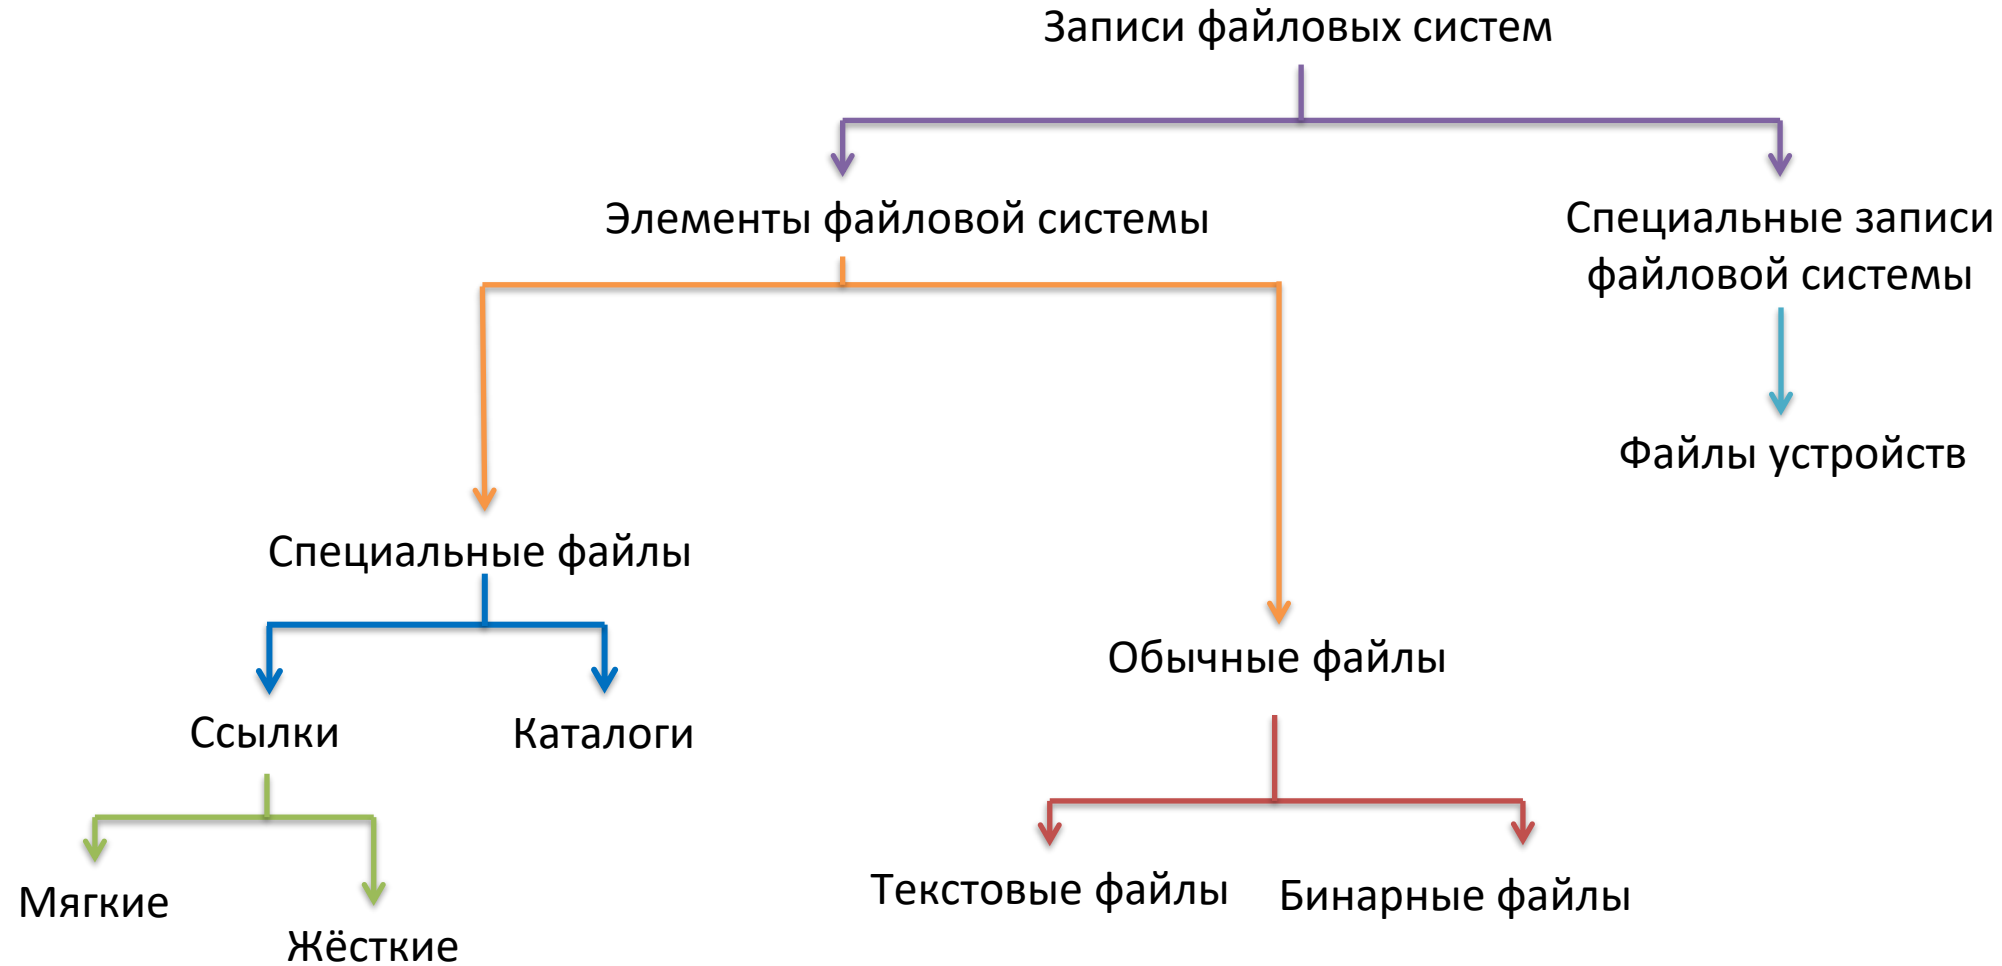 Записи файловых систем
Элементы файловой системы
Специальные записи
файловой системы
Файлы устройств
Специальные файлы
Обычные файлы
Ссылки
Каталоги
Текстовые файлы
Бинарные файлы
Мягкие
Жёсткие